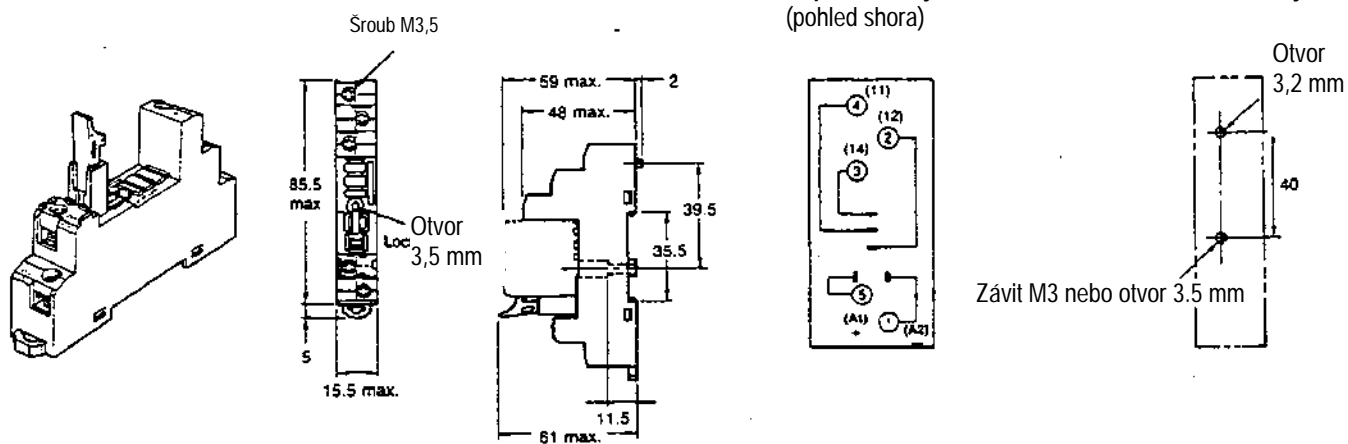 (pohled shora)
Šroub M3,5
Otvor
3,2 mm
59 max.
2
48 max.
(11)
4
(12)
2
(14)
3
85.5
max
39.5
40
Otvor
3,5 mm
35.5
Závit M3 nebo otvor 3.5 mm
5
(A1)
+
1
(A2)
5
15.5 max.
11.5
61 max.